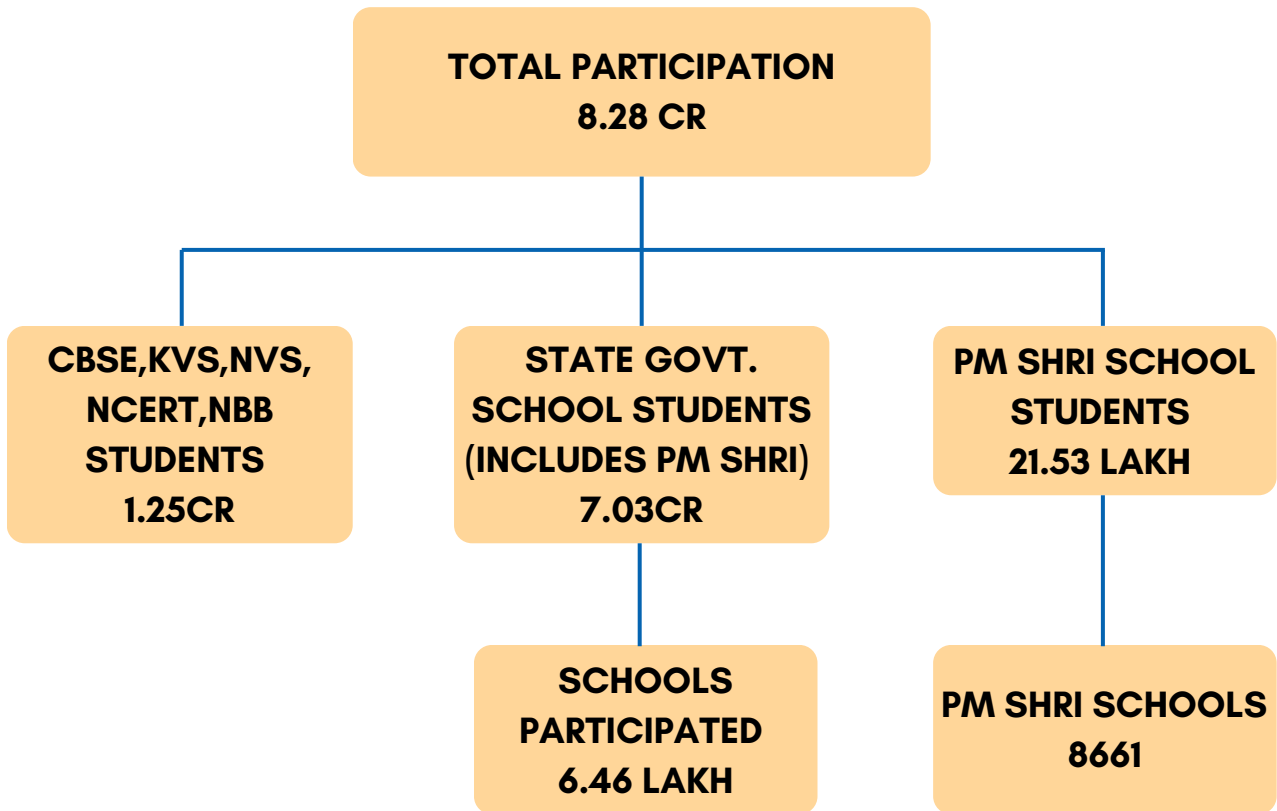 TOTAL PARTICIPATION
8.28 CR
CBSE,KVS,NVS,
NCERT,NBB
STUDENTS
1.25CR
STATE GOVT.
SCHOOL STUDENTS
(INCLUDES PM SHRI)
7.03CR
PM SHRI SCHOOL
STUDENTS
21.53 LAKH
SCHOOLS
PARTICIPATED
6.46 LAKH
PM SHRI SCHOOLS
8661